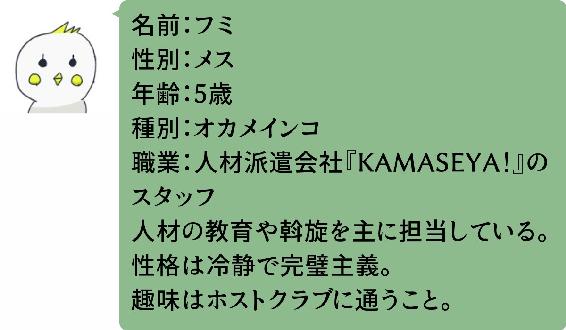 名前：フミ
性別：メス
年齢：5歳
種別：オカメインコ
職業：人材派遣会社『KAMASEYA！』の
スタッフ
人材の教育や斡旋を主に担当している。
性格は冷静で完璧主義。
趣味はホストクラブに通うこと。